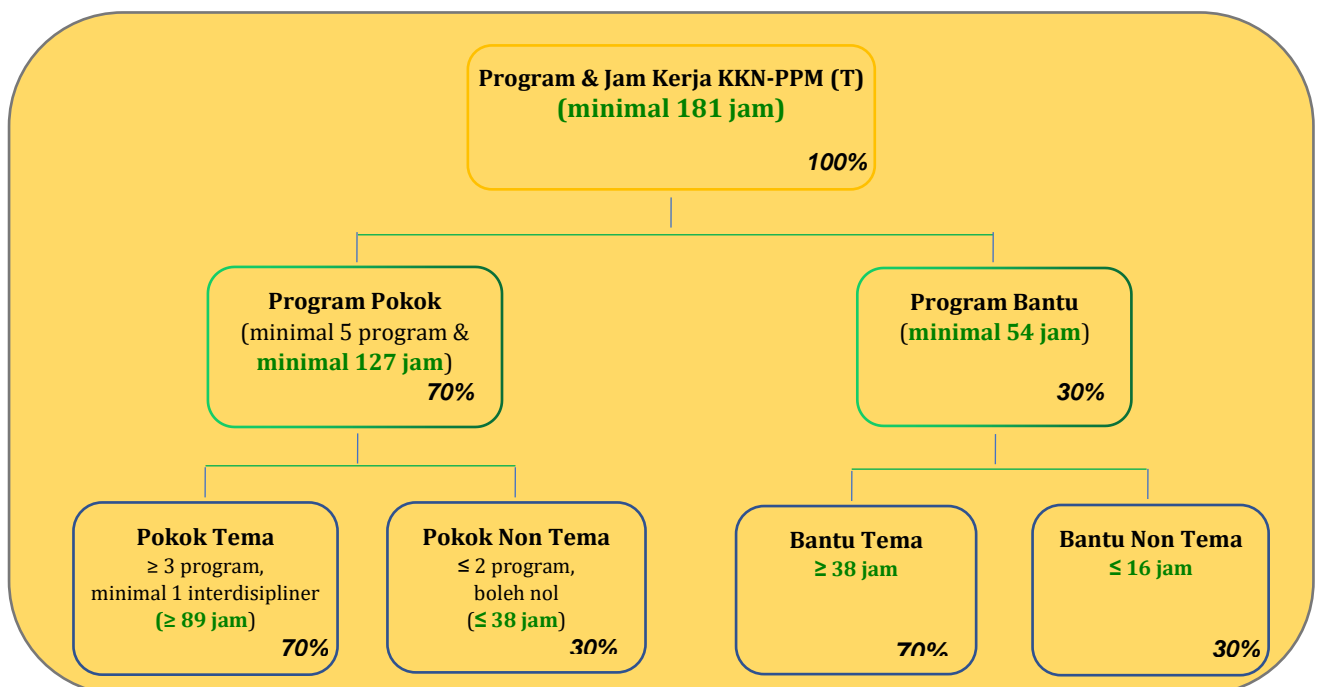 Program & Jam Kerja KKN-PPM (T)
(minimal 181 jam)
100%
Program Pokok
(minimal 5 program &
minimal 127 jam)
70%
Program Bantu
(minimal 54 jam)
30%
Pokok Tema
≥ 3 program,
minimal 1 interdisipliner
(≥ 89 jam)
70%
Pokok Non Tema
≤ 2 program,
boleh nol
(≤ 38 jam)
30%
Bantu Tema
≥ 38 jam
70%
Bantu Non Tema
≤ 16 jam
30%